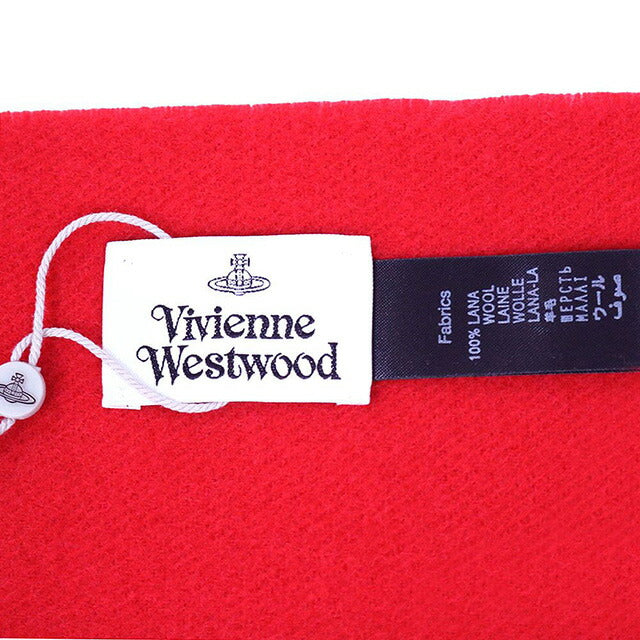 Vivienne
Westwood
Fabrics
100% LANA
WOOL
LAINE
WOLLE
LANA-LA
羊毛
ШЕРСТЬ
ΜΑΛΛΙ
ウール
صوف